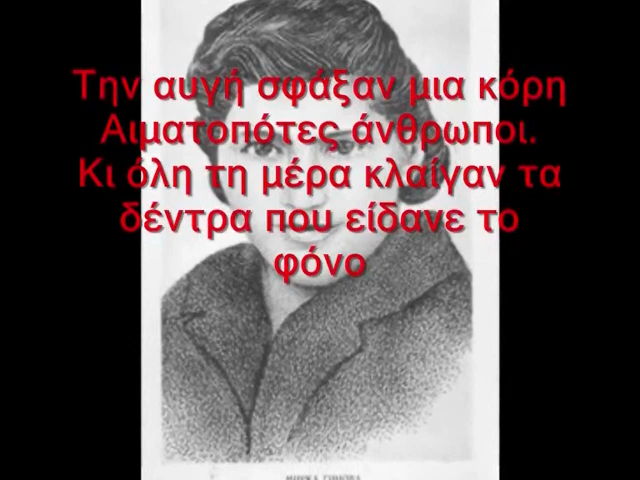 Την αυγή σφάξαν μια κόρη
Αιματοπότες άνθρωποι.
Κι όλη τη μέρα κλαίγαν τα
δέντρα που είδανε το
φόνο